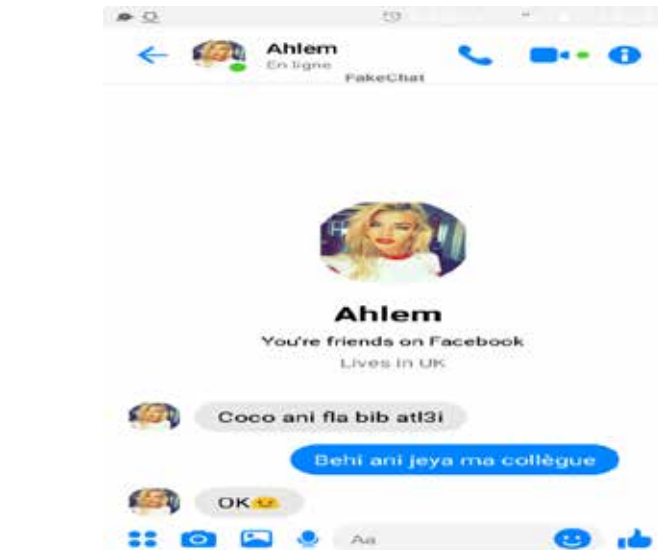 Ahlem
En ligne
FakeChat
Ahlem
You're friends on Facebook
Lives in UK
Coco ani fla bib atl3i
Behi ani jeya ma collègue
OK😉
Aa